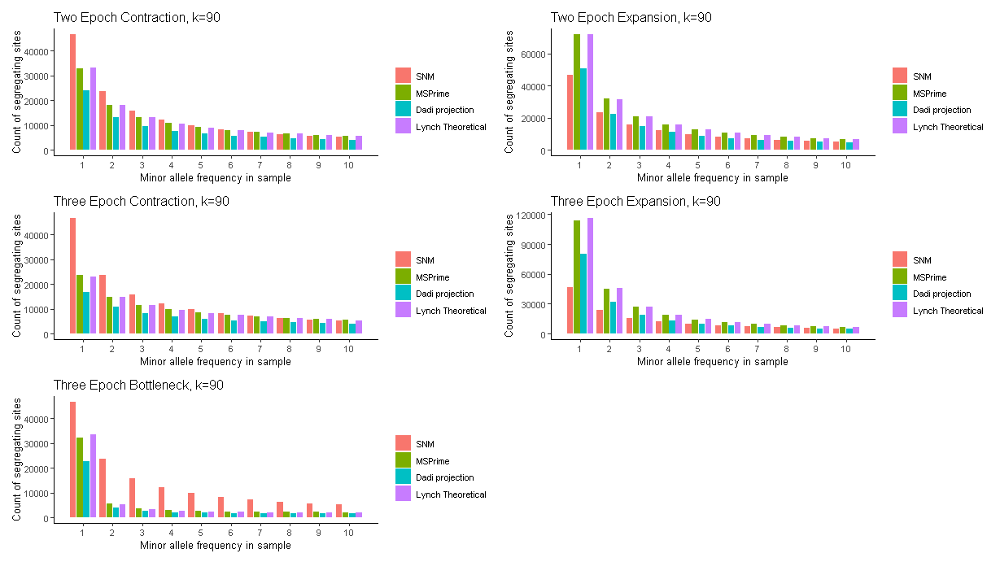 Two Epoch Contraction, k=90
Count of segregating sites
40000
30000
20000
10000
0
1 2 3 4 5 6 7 8 9 10
Minor allele frequency in sample
SNM
MSPrime
Dadi projection
Lynch Theoretical
Two Epoch Expansion, k=90
Count of segregating sites
60000
40000
20000
0
1 2 3 4 5 6 7 8 9 10
Minor allele frequency in sample
SNM
MSPrime
Dadi projection
Lynch Theoretical
Three Epoch Contraction, k=90
Count of segregating sites
40000
30000
20000
10000
0
1 2 3 4 5 6 7 8 9 10
Minor allele frequency in sample
SNM
MSPrime
Dadi projection
Lynch Theoretical
Three Epoch Expansion, k=90
Count of segregating sites
120000
90000
60000
30000
0
1 2 3 4 5 6 7 8 9 10
Minor allele frequency in sample
SNM
MSPrime
Dadi projection
Lynch Theoretical
Three Epoch Bottleneck, k=90
Count of segregating sites
40000
30000
20000
10000
0
1 2 3 4 5 6 7 8 9 10
Minor allele frequency in sample
SNM
MSPrime
Dadi projection
Lynch Theoretical